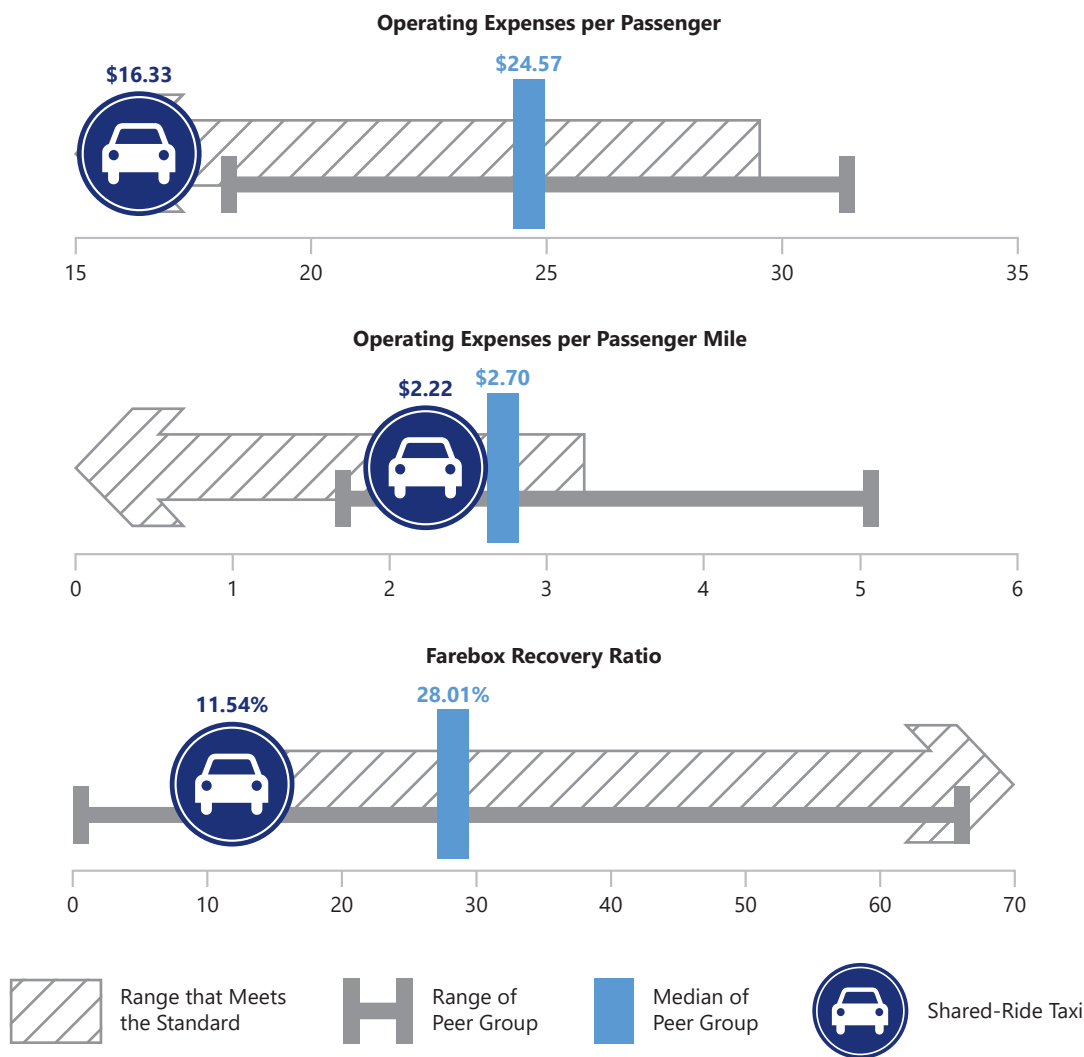 Operating Expenses per Passenger
$16.33
$24.57
15 20 25 30 35
Operating Expenses per Passenger Mile
$2.22
$2.70
0 1 2 3 4 5 6
Farebox Recovery Ratio
11.54%
28.01%
0 10 20 30 40 50 60 70
Range that Meets
the Standard
Range of
Peer Group
Median of
Peer Group
Shared-Ride Taxi